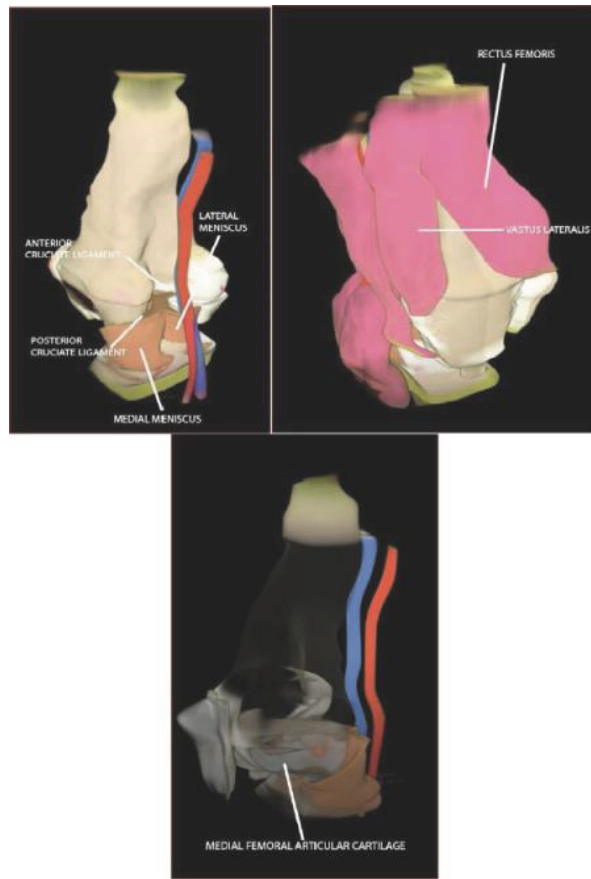 ANTERIOR
CRUCIATE LIGAMENT
LATERAL
MENISCUS
POSTERIOR
CRUCIATE LIGAMENT
MEDIAL MENISCUS
RECTUS FEMORIS
VASTUS LATERALIS
MEDIAL FEMORAL ARTICULAR CARTILAGE